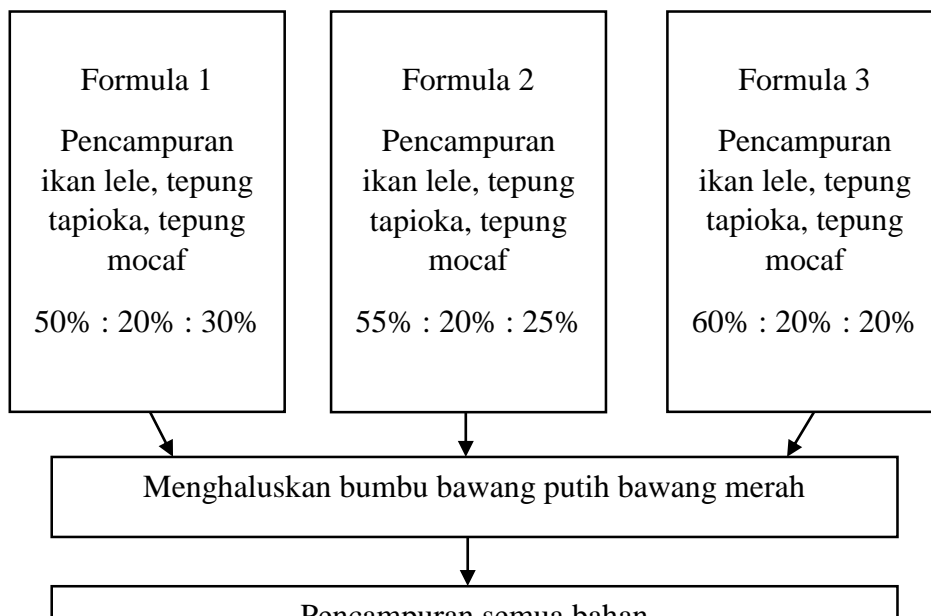 Formula 1
Pencampuran
ikan lele, tepung
tapioka, tepung
mocaf
50% : 20% : 30%
Formula 2
Pencampuran
ikan lele, tepung
tapioka, tepung
mocaf
55% : 20% : 25%
Formula 3
Pencampuran
ikan lele, tepung
tapioka, tepung
mocaf
60% : 20% : 20%
Menghaluskan bumbu bawang putih bawang merah
Pencampuran semua bahan